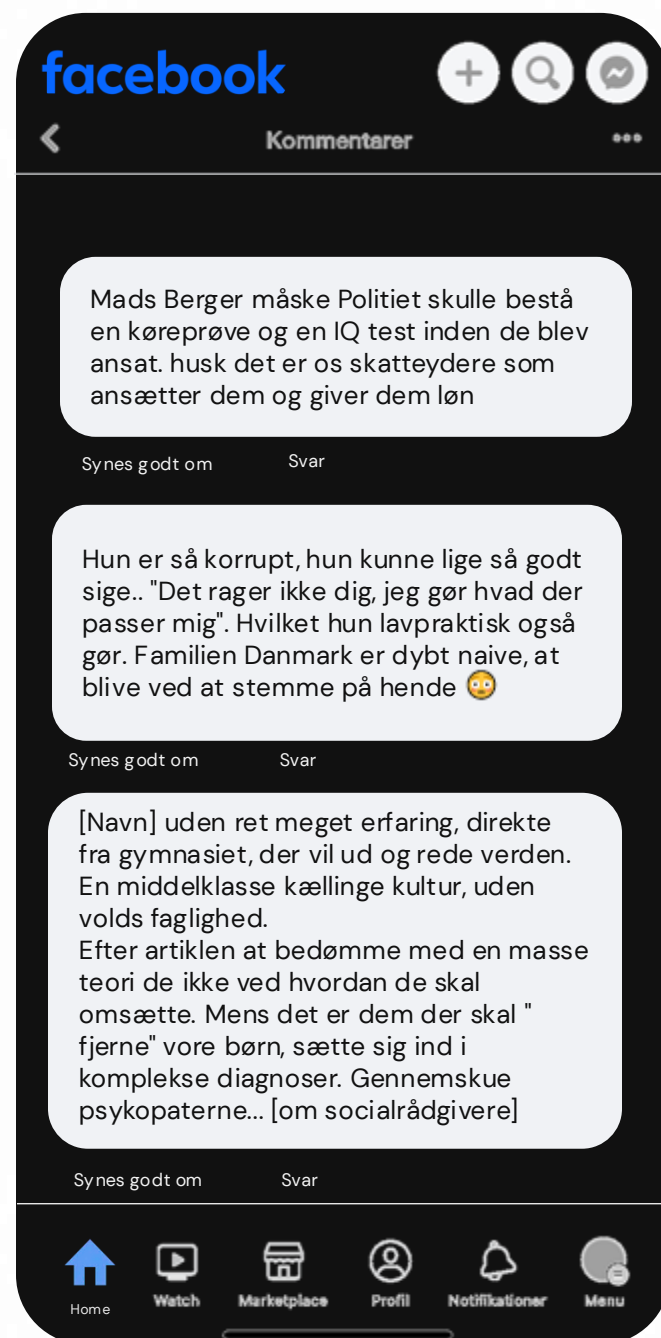 facebook
Kommentarer
Mads Berger måske Politiet skulle bestå
en køreprøve og en IQ test inden de blev
ansat. husk det er os skatteydere som
ansætter dem og giver dem løn
Synes godt om Svar
Hun er så korrupt, hun kunne lige så godt
sige.. "Det rager ikke dig, jeg gør hvad der
passer mig". Hvilket hun lavpraktisk også
gør. Familien Danmark er dybt naive, at
blive ved at stemme på hende 😳
Synes godt om Svar
[Navn] uden ret meget erfaring, direkte
fra gymnasiet, der vil ud og rede verden.
En middelklasse kællinge kultur, uden
volds faglighed.
Efter artiklen at bedømme med en masse
teori de ikke ved hvordan de skal
omsætte. Mens det er dem der skal "
fjerne" vore børn, sætte sig ind i
komplekse diagnoser. Gennemskue
psykopaterne... [om socialrådgivere]
Synes godt om Svar
Home Watch Marketplace Profil Notifikationer Menu